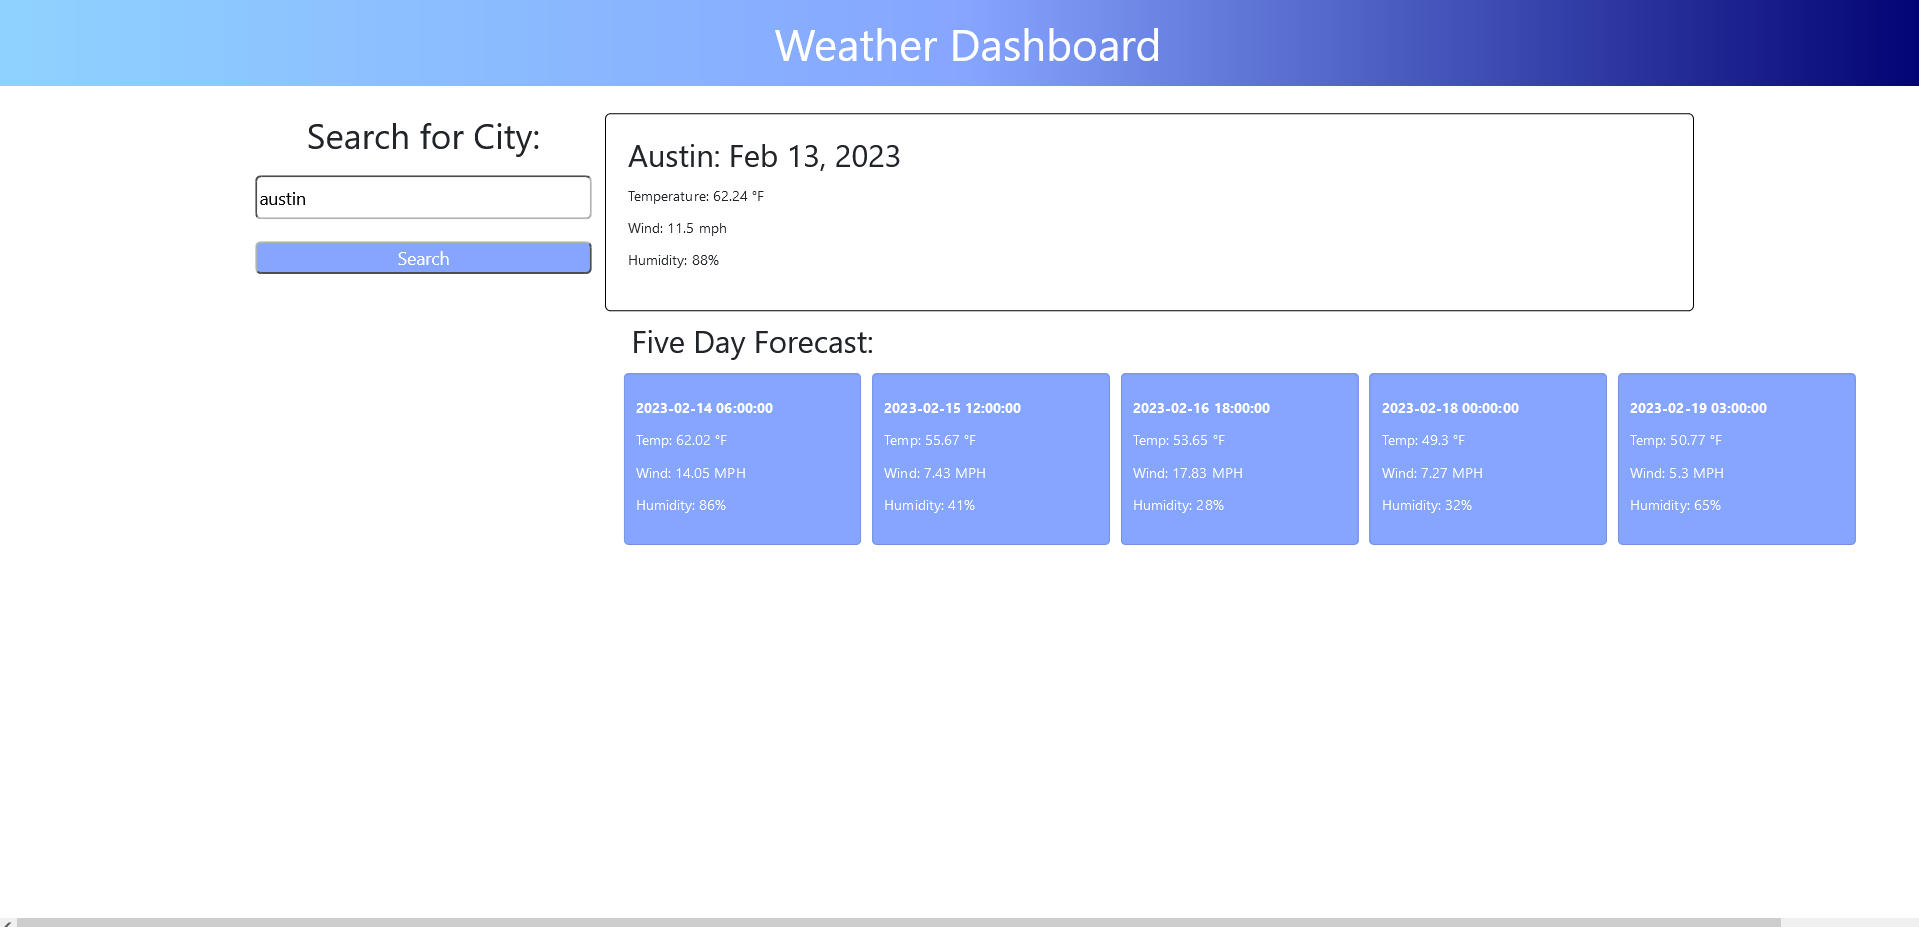 Weather Dashboard
Search for City:
austin
Search
Austin: Feb 13, 2023
Temperature: 62.24 °F
Wind: 11.5 mph
Humidity: 88%
Five Day Forecast:
2023-02-14 06:00:00
Temp: 62.02 °F
Wind: 14.05 MPH
Humidity: 86%
2023-02-15 12:00:00
Temp: 55.67 °F
Wind: 7.43 MPH
Humidity: 41%
2023-02-16 18:00:00
Temp: 53.65 °F
Wind: 17.83 MPH
Humidity: 28%
2023-02-18 00:00:00
Temp: 49.3 °F
Wind: 7.27 MPH
Humidity: 32%
2023-02-19 03:00:00
Temp: 50.77 °F
Wind: 5.3 MPH
Humidity: 65%